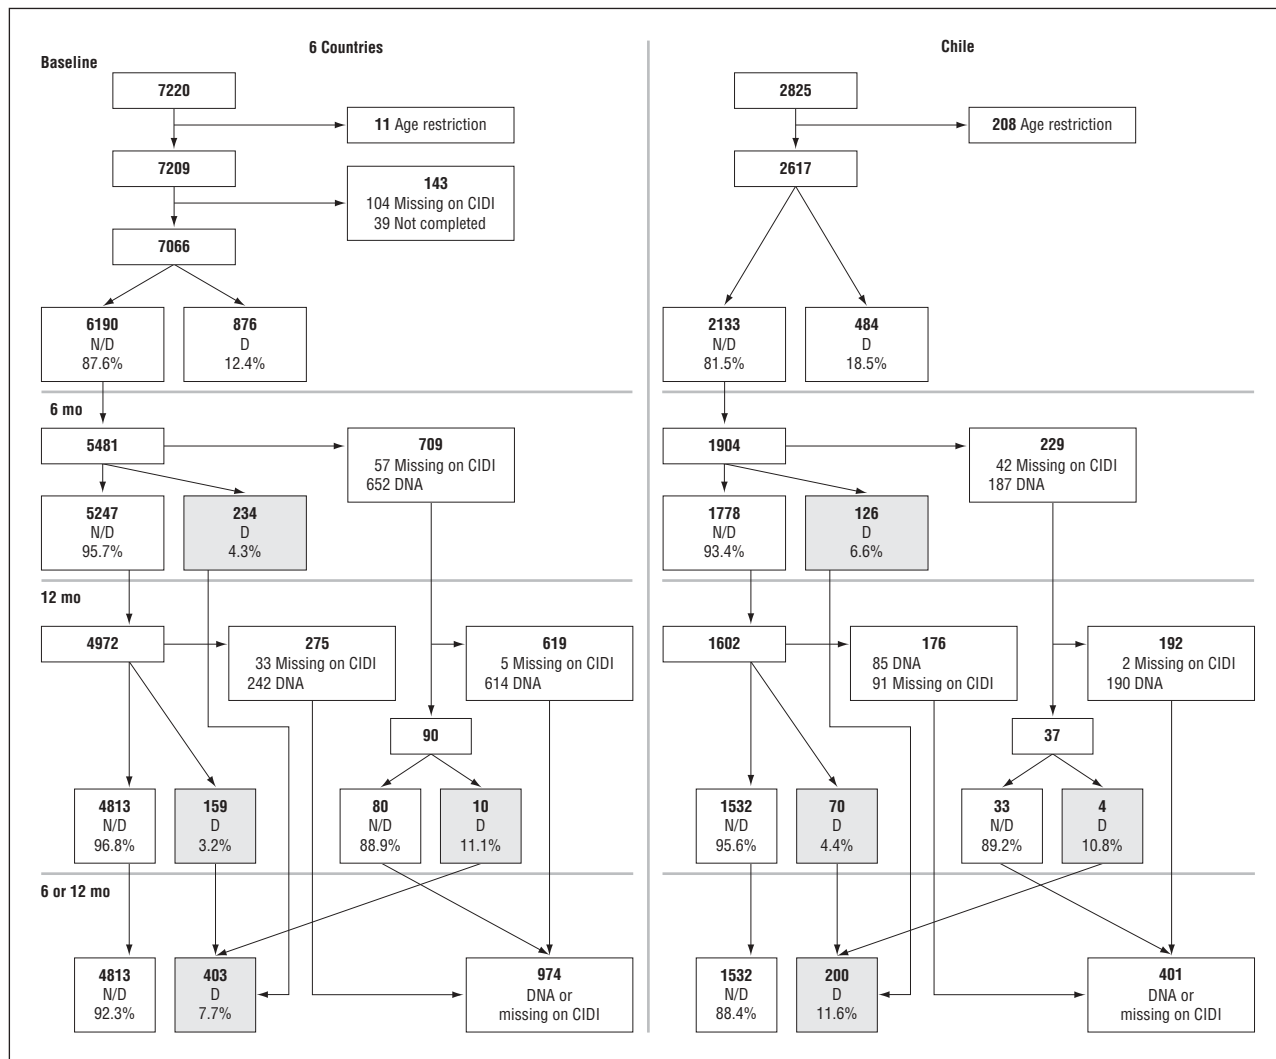 6 Countries
Baseline
7220
11 Age restriction
7209
143
104 Missing on CIDI
39 Not completed
7066
6190
N/D
87.6%
876
D
12.4%
6 mo
5481
709
57 Missing on CIDI
652 DNA
5247
N/D
95.7%
234
D
4.3%
12 mo
4972
275
33 Missing on CIDI
242 DNA
619
5 Missing on CIDI
614 DNA
90
4813
N/D
96.8%
159
D
3.2%
80
N/D
88.9%
10
D
11.1%
6 or 12 mo
4813
N/D
92.3%
403
D
7.7%
974
DNA or
missing on CIDI
Chile
2825
208 Age restriction
2617
2133
N/D
81.5%
484
D
18.5%
1904
229
42 Missing on CIDI
187 DNA
1778
N/D
93.4%
126
D
6.6%
1602
176
85 DNA
91 Missing on CIDI
192
2 Missing on CIDI
190 DNA
37
1532
N/D
95.6%
70
D
4.4%
33
N/D
89.2%
4
D
10.8%
1532
N/D
88.4%
200
D
11.6%
401
DNA or
missing on CIDI